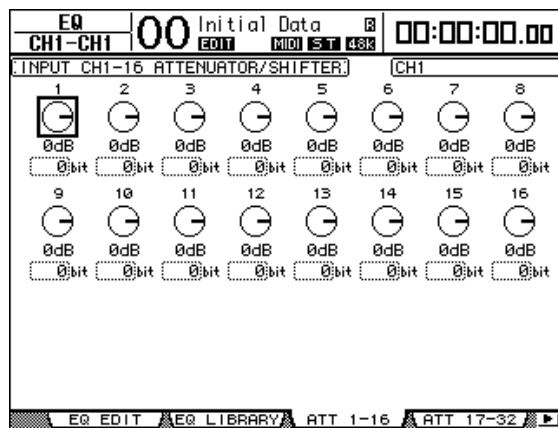 EQ
CH1-CH1
00 Initial Data R
EDIT MIDI ST 48K
00:00:00.00
INPUT CH1-16 ATTENUATOR/SHIFTER
CH1
1 2 3 4 5 6 7 8
0dB 0dB 0dB 0dB 0dB 0dB 0dB 0dB
0bit 0bit 0bit 0bit 0bit 0bit 0bit 0bit
9 10 11 12 13 14 15 16
0dB 0dB 0dB 0dB 0dB 0dB 0dB 0dB
0bit 0bit 0bit 0bit 0bit 0bit 0bit 0bit
EQ EDIT EQ LIBRARY ATT 1-16 ATT 17-32